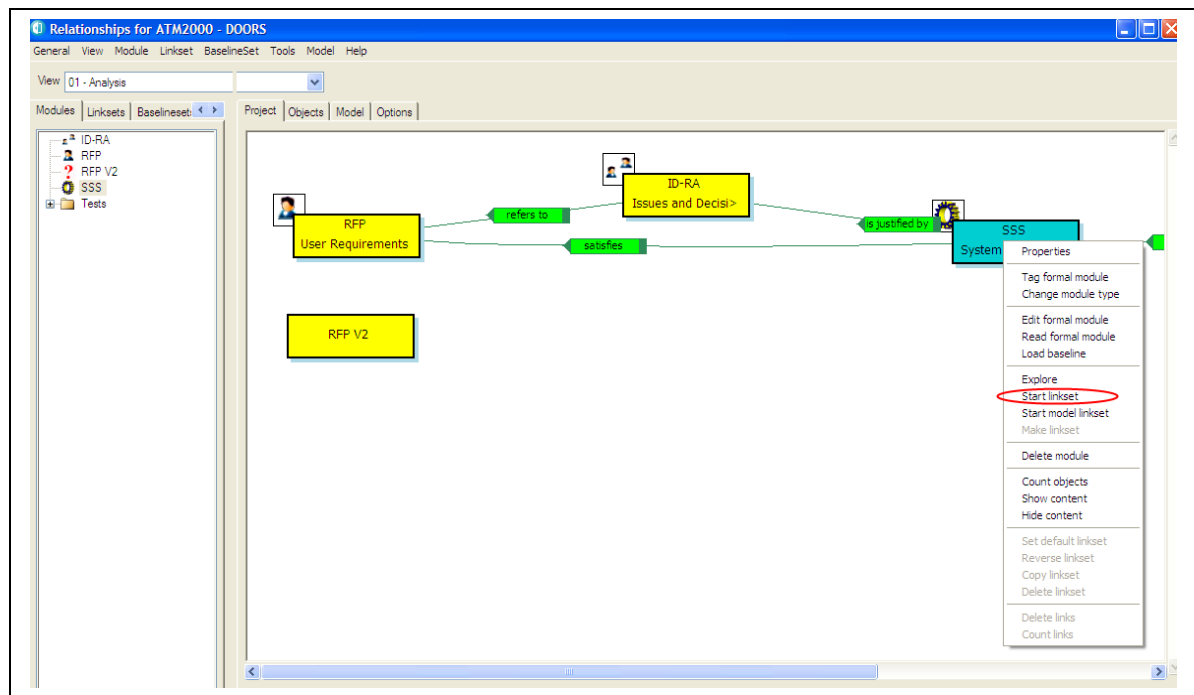 Relationships for ATM2000 - DOORS
General View Module Linkset BaselineSet Tools Model Help
View 01 - Analysis
Modules Linksets Baselineset:
Project Objects Model Options
ID-RA
RFP
RFP V2
SSS
Tests
ID-RA
Issues and Decisi>
RFP
User Requirements
refers to
satisfies
is justified by
SSS
System
RFP V2
Properties
Tag formal module
Change module type
Edit formal module
Read formal module
Load baseline
Explore
Start linkset
Start model linkset
Make linkset
Delete module
Count objects
Show content
Hide content
Set default linkset
Reverse linkset
Copy linkset
Delete linkset
Delete links
Count links